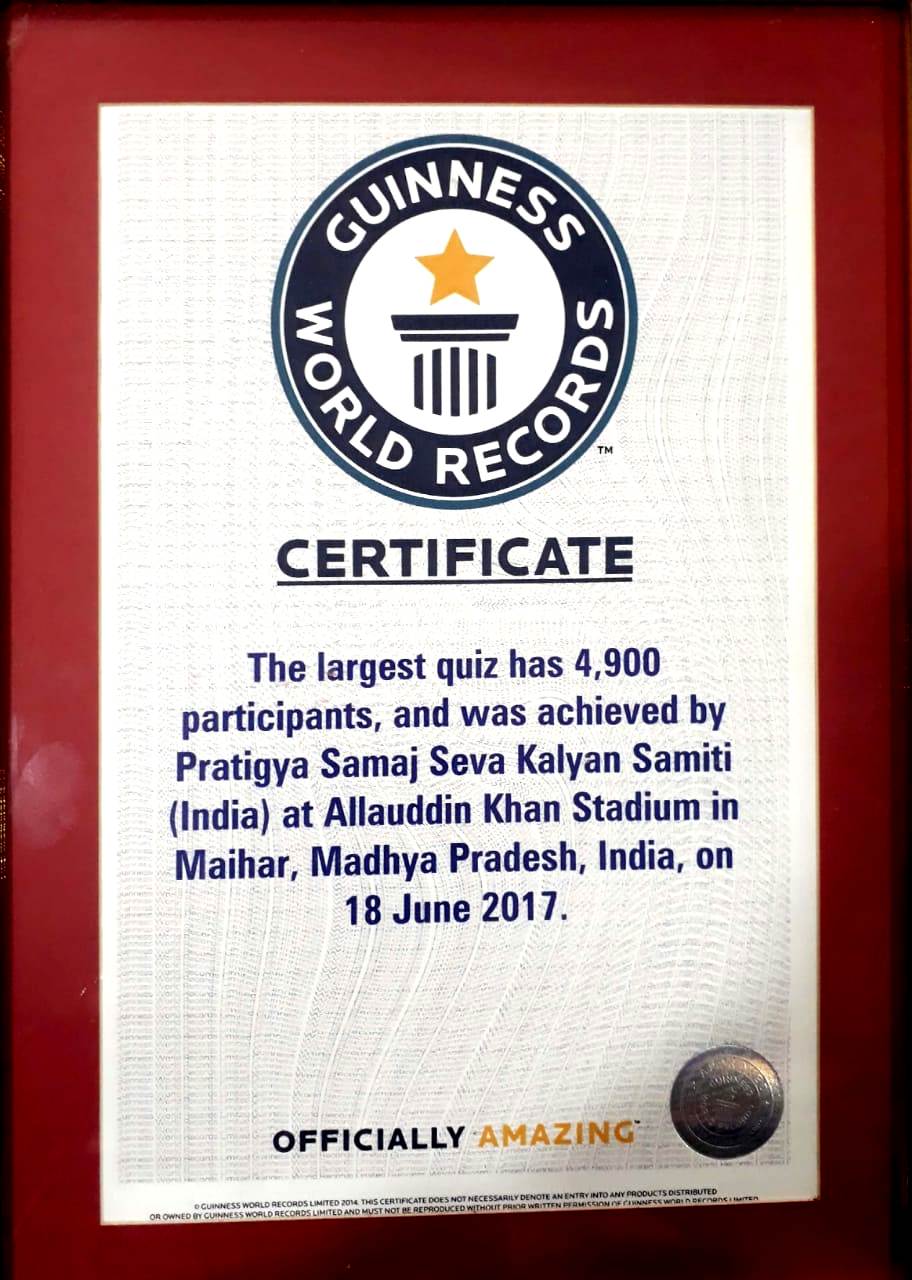 GUINNESS
WORLD RECORDS
TM
CERTIFICATE
The largest quiz has 4,900
participants, and was achieved by
Pratigya Samaj Seva Kalyan Samiti
(India) at Allauddin Khan Stadium in
Maihar, Madhya Pradesh, India, on
18 June 2017.
OFFICIALLY AMAZING™
© GUINNESS WORLD RECORDS LIMITED 2014. THIS CERTIFICATE DOES NOT NECESSARILY DENOTE AN ENTRY INTO ANY PRODUCTS DISTRIBUTED
OR OWNED BY GUINNESS WORLD RECORDS LIMITED AND MUST NOT BE REPRODUCED WITHOUT PRIOR WRITTEN PERMISSION OF GUINNESS WORLD RECORDS LIMITED